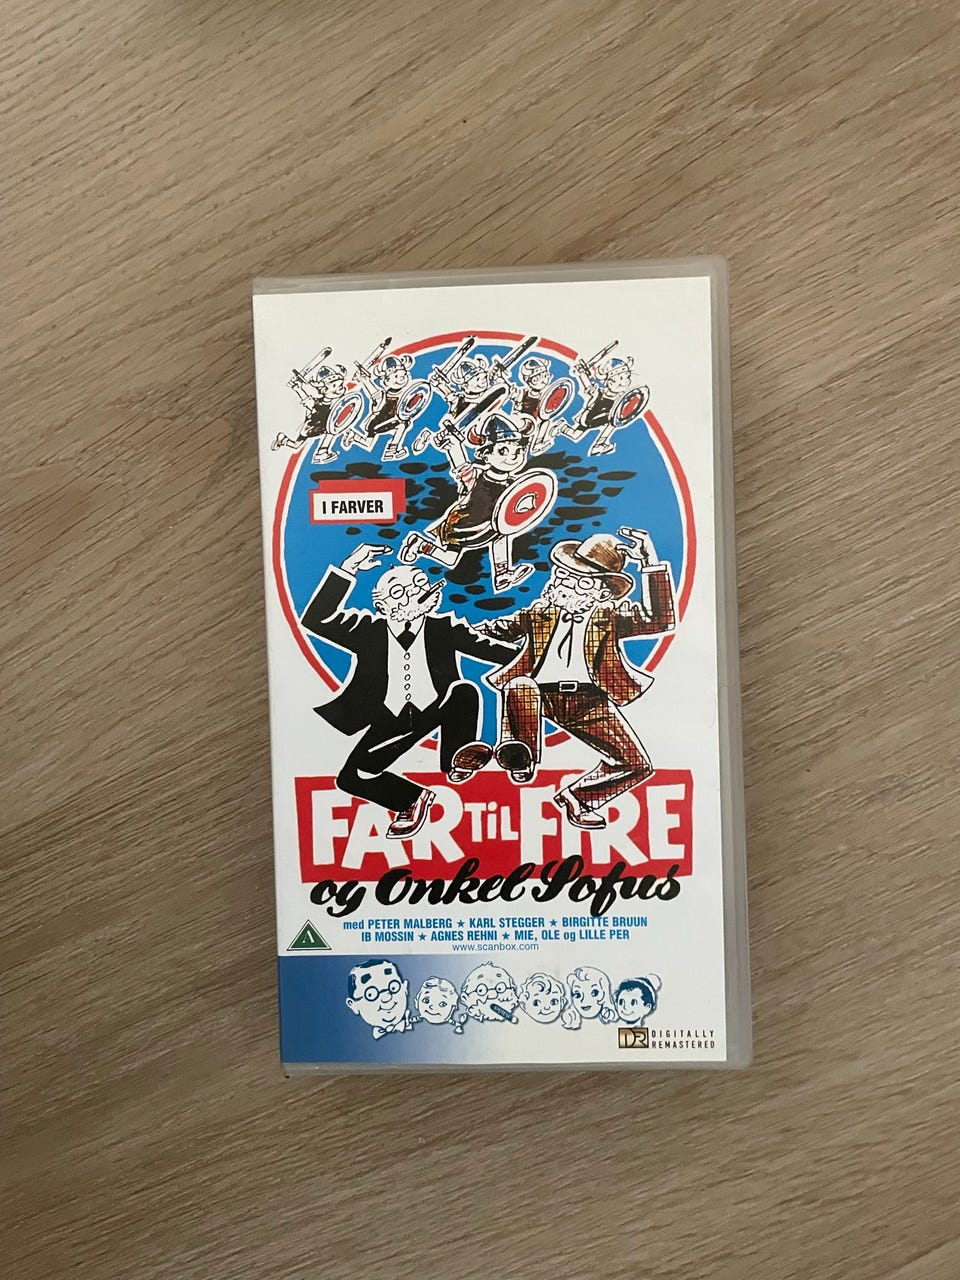 I FARVER
FAR TiL FIRE
og Onkel Sofus
med PETER MALBERG ★ KARL STEGGER ★ BIRGITTE BRUUN
IB MOSSIN ★ AGNES REHNI ★ MIE, OLE og LILLE PER
A
www.scanbox.com
DR DIGITALLY
REMASTERED